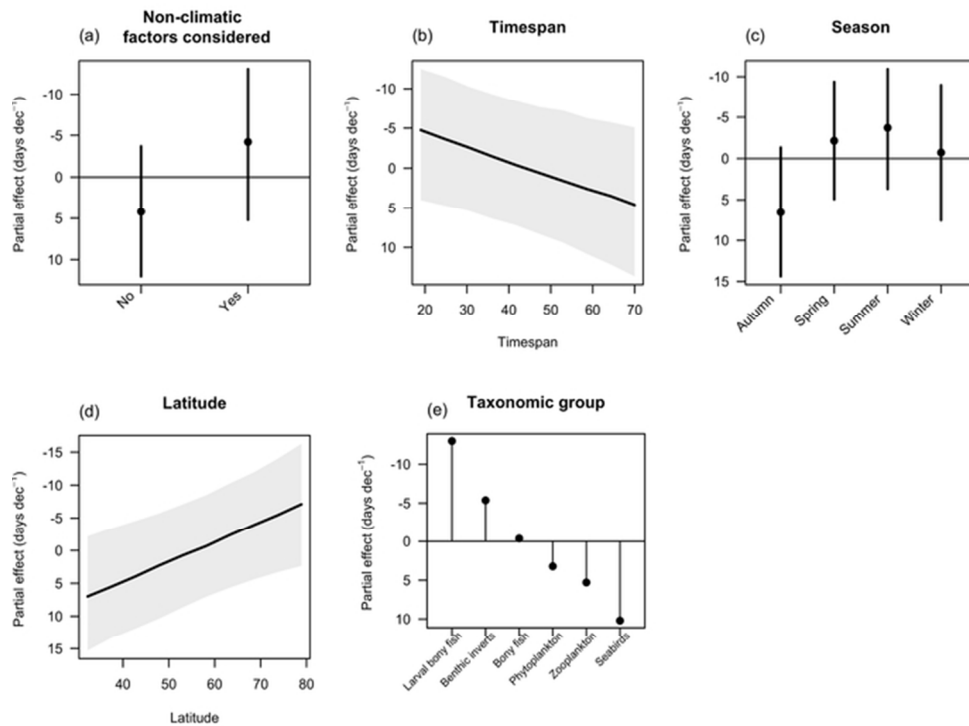 (a)
Non-climatic
factors considered
Partial effect (days dec⁻¹)
-10
-5
0
5
10
No
Yes
(b)
Timespan
Partial effect (days dec⁻¹)
-10
-5
0
5
10
20 30 40 50 60 70
Timespan
(c)
Season
Partial effect (days dec⁻¹)
-10
-5
0
5
10
15
Autumn
Spring
Summer
Winter
(d)
Latitude
Partial effect (days dec⁻¹)
-15
-10
-5
0
5
10
15
40 50 60 70 80
Latitude
(e)
Taxonomic group
Partial effect (days dec⁻¹)
-10
-5
0
5
10
Larval bony fish
Benthic inverts
Bony fish
Phytoplankton
Zooplankton
Seabirds